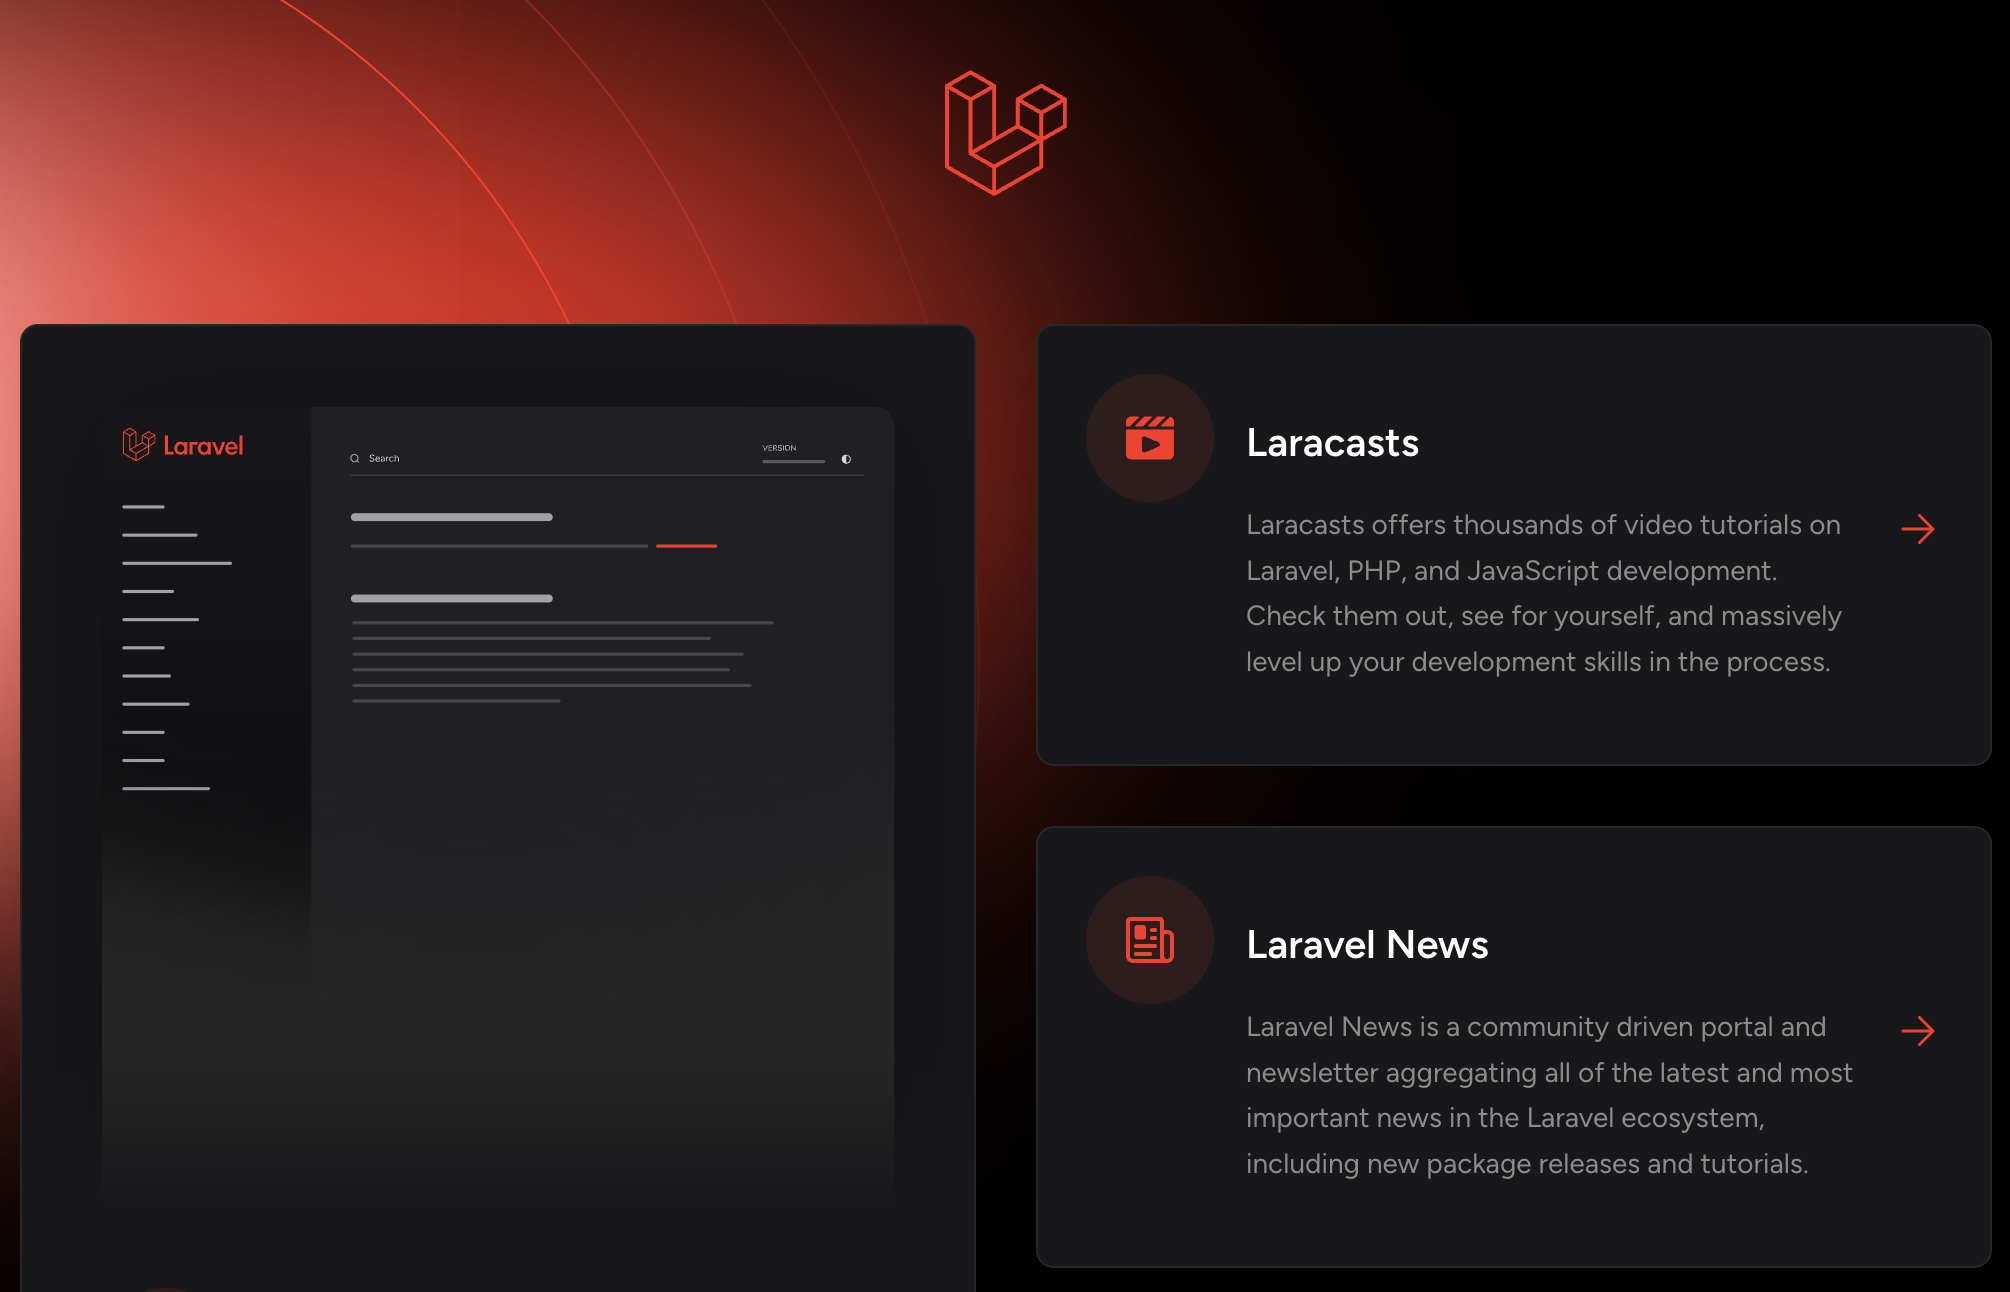 Laravel
Search
VERSION
Laracasts
Laracasts offers thousands of video tutorials on
Laravel, PHP, and JavaScript development.
Check them out, see for yourself, and massively
level up your development skills in the process.
Laravel News
Laravel News is a community driven portal and
newsletter aggregating all of the latest and most
important news in the Laravel ecosystem,
including new package releases and tutorials.